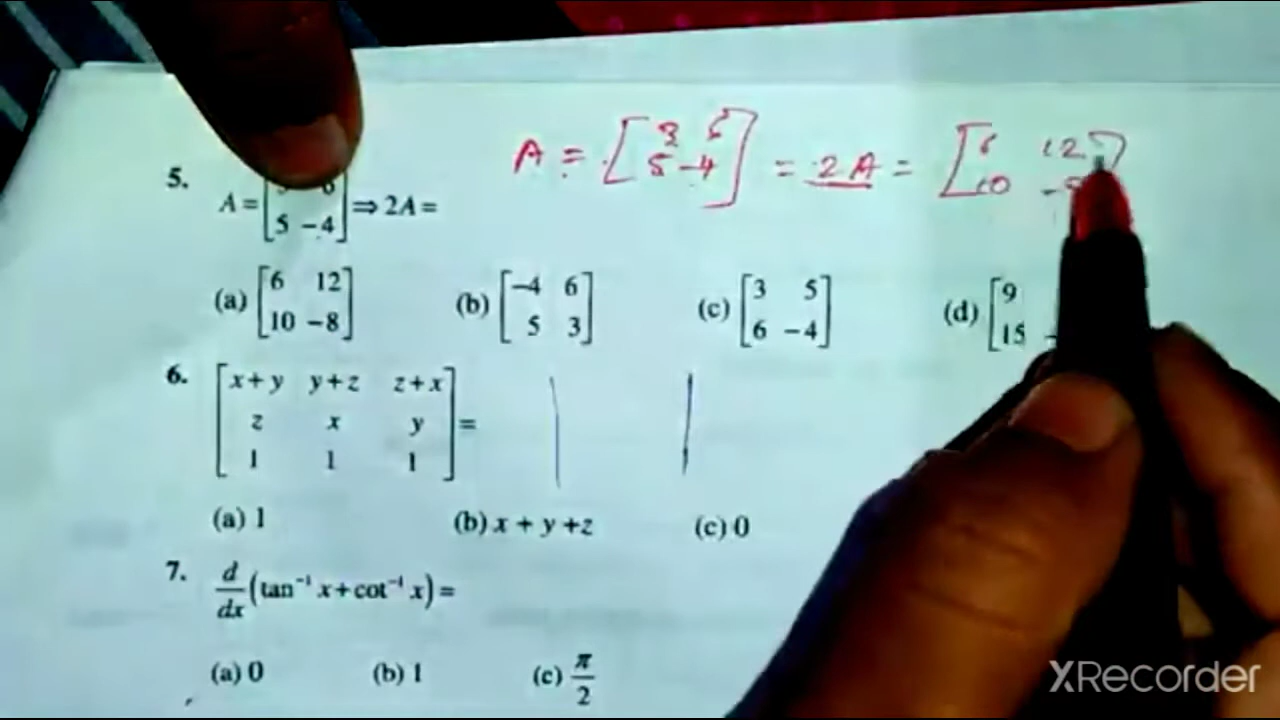 A = [3 6
5 -4] = 2A = [6 12
10
5.
A = [ 6
5 -4] ⇒ 2A =
(a) [6 12
10 -8] (b) [-4 6
5 3] (c) [3 5
6 -4] (d) [9
15
6. [x+y y+z z+x
z x y
1 1 1] =
(a) 1 (b) x + y +z (c) 0
7. d/dx (tan⁻¹ x+cot⁻¹ x) =
(a) 0 (b) 1 (c) π/2
XRecorder